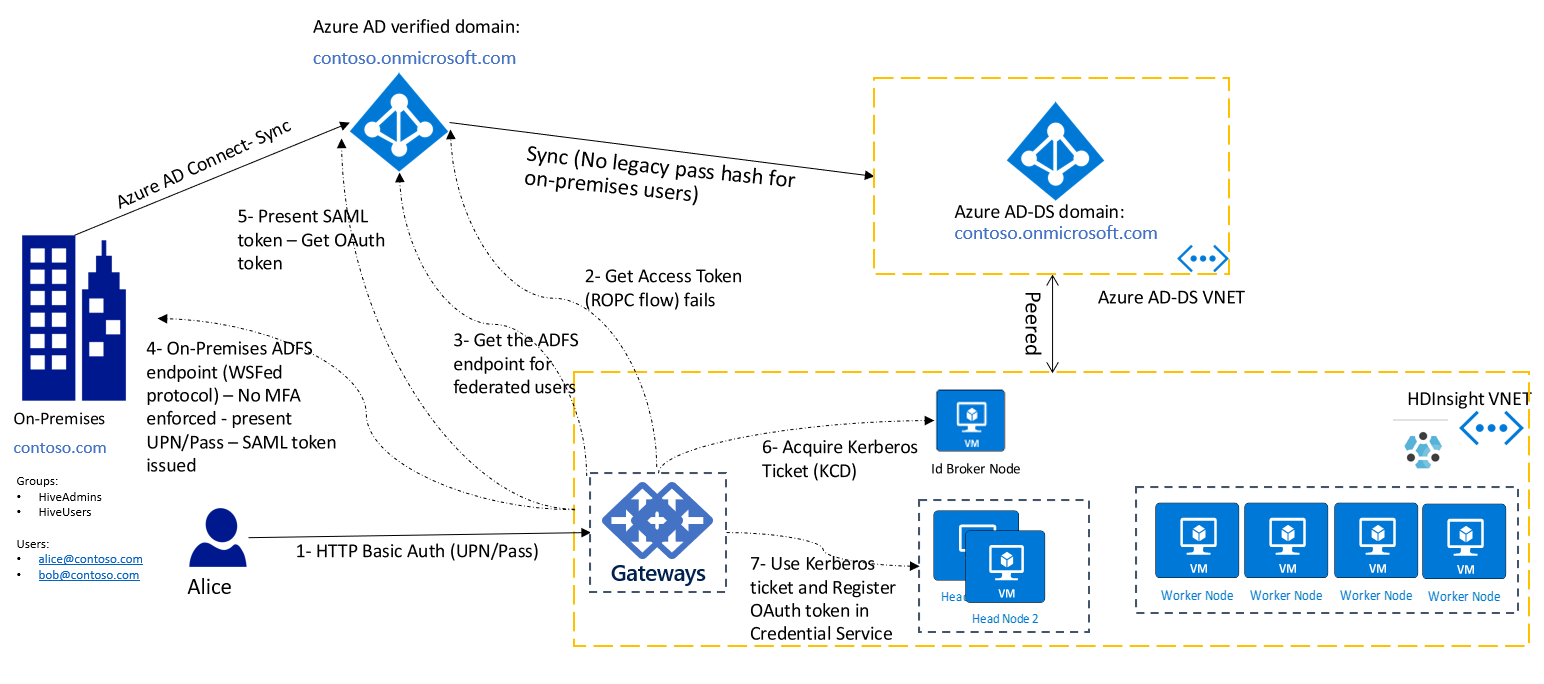 Azure AD verified domain:
contoso.onmicrosoft.com
Azure AD Connect- Sync
Sync (No legacy pass hash for
on-premises users)
Azure AD-DS domain:
contoso.onmicrosoft.com
Azure AD-DS VNET
Peered
5- Present SAML
token – Get OAuth
token
2- Get Access Token
(ROPC flow) fails
3- Get the ADFS
endpoint for
federated users
4- On-Premises ADFS
endpoint (WSFed
protocol) – No MFA
enforced - present
UPN/Pass – SAML token
issued
On-Premises
contoso.com
Groups:
• HiveAdmins
• HiveUsers
Users:
• alice@contoso.com
• bob@contoso.com
Alice
1- HTTP Basic Auth (UPN/Pass)
Gateways
6- Acquire Kerberos
Ticket (KCD)
VM
Id Broker Node
HDInsight VNET
7- Use Kerberos
ticket and Register
OAuth token in
Credential Service
Head
VM
Head Node 2
VM
Worker Node
VM
Worker Node
VM
Worker Node
VM
Worker Node